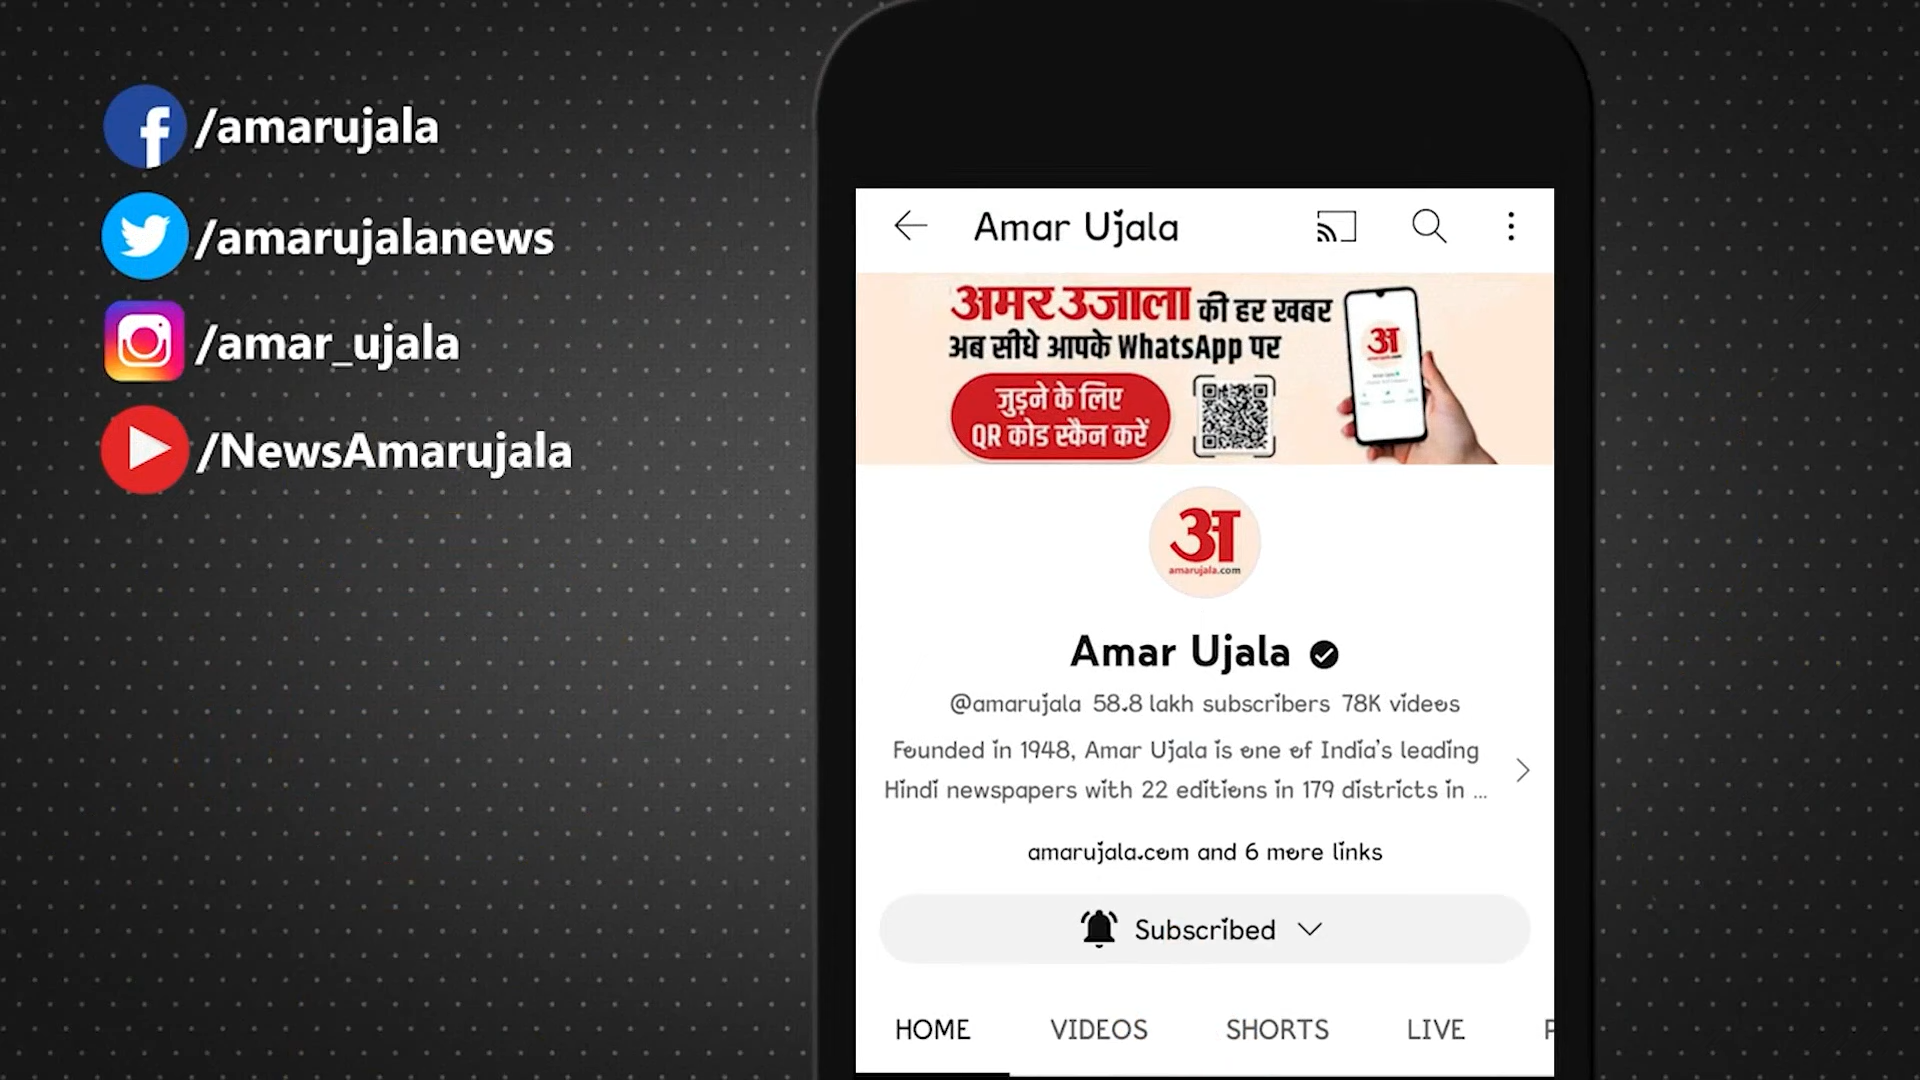 /amarujala
/amarujalanews
/amar_ujala
/NewsAmarujala
Amar Ujala
अमर उजाला की हर खबर
अब सीधे आपके WhatsApp पर
जुड़ने के लिए
QR कोड स्कैन करें
अ
अ
amarujala.com
Amar Ujala
@amarujala 58.8 lakh subscribers 78K videos
Founded in 1948, Amar Ujala is one of India's leading
Hindi newspapers with 22 editions in 179 districts in ...
amarujala.com and 6 more links
Subscribed
HOME VIDEOS SHORTS LIVE